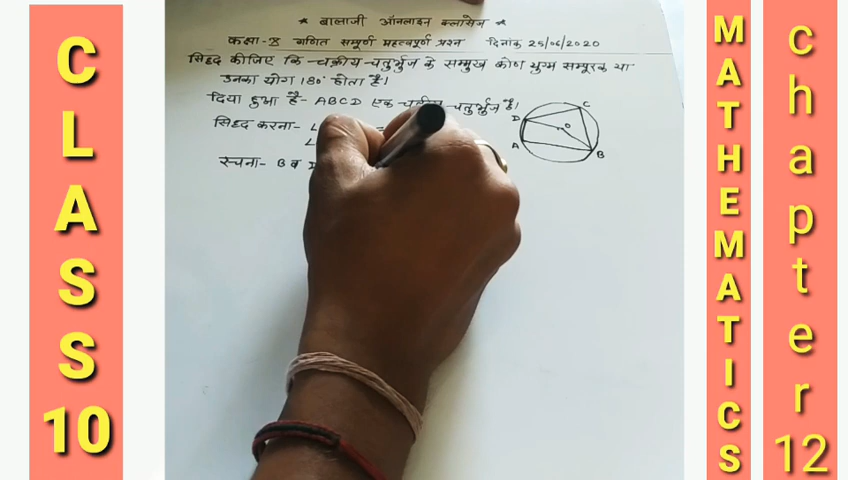 CLASS 10
★ बालाजी ऑनलाइन क्लासेज ★
कक्षा-X गणित सम्पूर्ण महत्वपूर्ण प्रश्न दिनांक 25/06/2020
सिद्ध कीजिए कि -चक्रीय-चतुर्भुज के सम्मुख कोण युग्म सम्पूरक या
उनका योग 180° होता है।
दिया हुआ है- ABCD एक चक्रीय-चतुर्भुज है।
सिद्ध करना- ∠ =
∠
रचना- B व D
C
D
O
A
B
MATHEMATICS
chapter 12